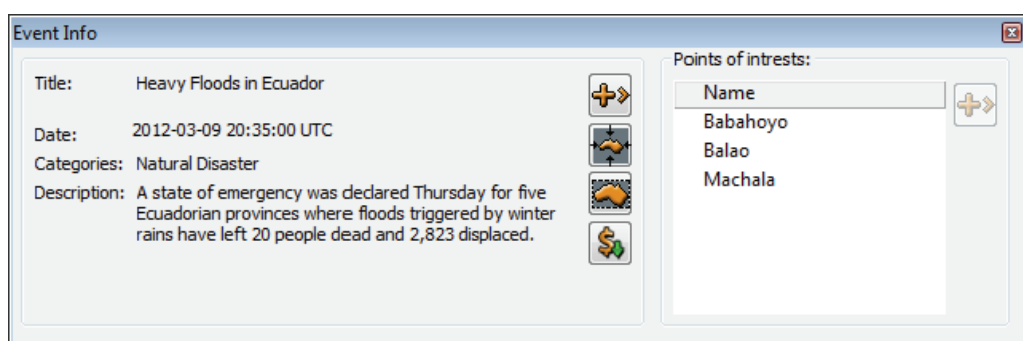 Event Info
Title: Heavy Floods in Ecuador
Date: 2012-03-09 20:35:00 UTC
Categories: Natural Disaster
Description: A state of emergency was declared Thursday for five
Ecuadorian provinces where floods triggered by winter
rains have left 20 people dead and 2,823 displaced.
Points of intrests:
Name
Babahoyo
Balao
Machala